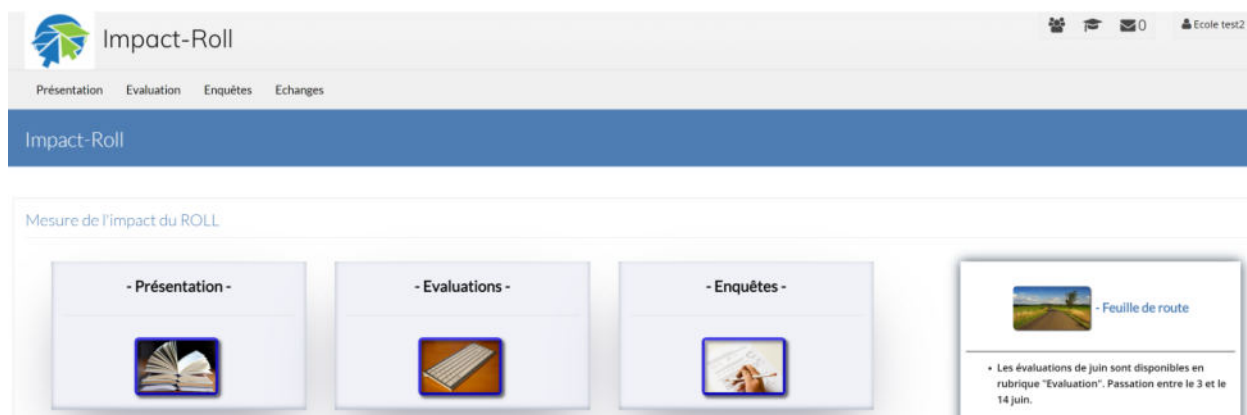 Impact-Roll
0
Ecole test2
Présentation Evaluation Enquêtes Echanges
Impact-Roll
Mesure de l'impact du ROLL
- Présentation -
- Evaluations -
- Enquêtes -
- Feuille de route
• Les évaluations de juin sont disponibles en
rubrique "Evaluation". Passation entre le 3 et le
14 juin.